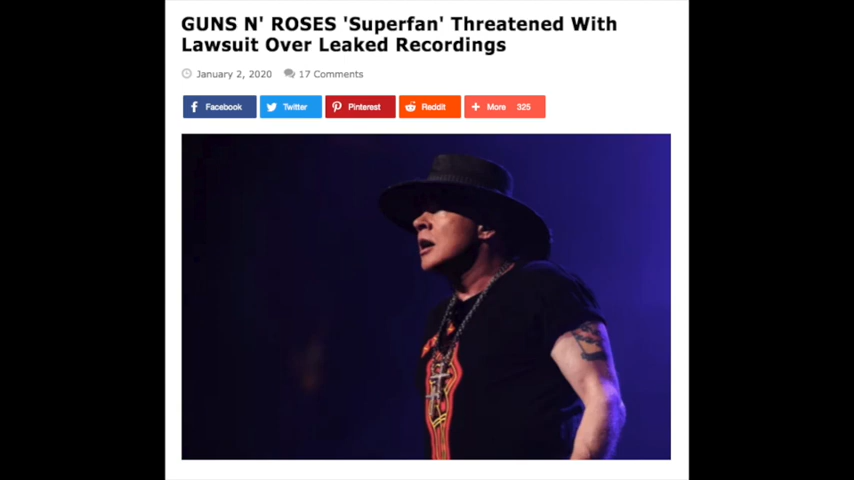 GUNS N' ROSES 'Superfan' Threatened With
Lawsuit Over Leaked Recordings
January 2, 2020 17 Comments
Facebook Twitter Pinterest Reddit More 325